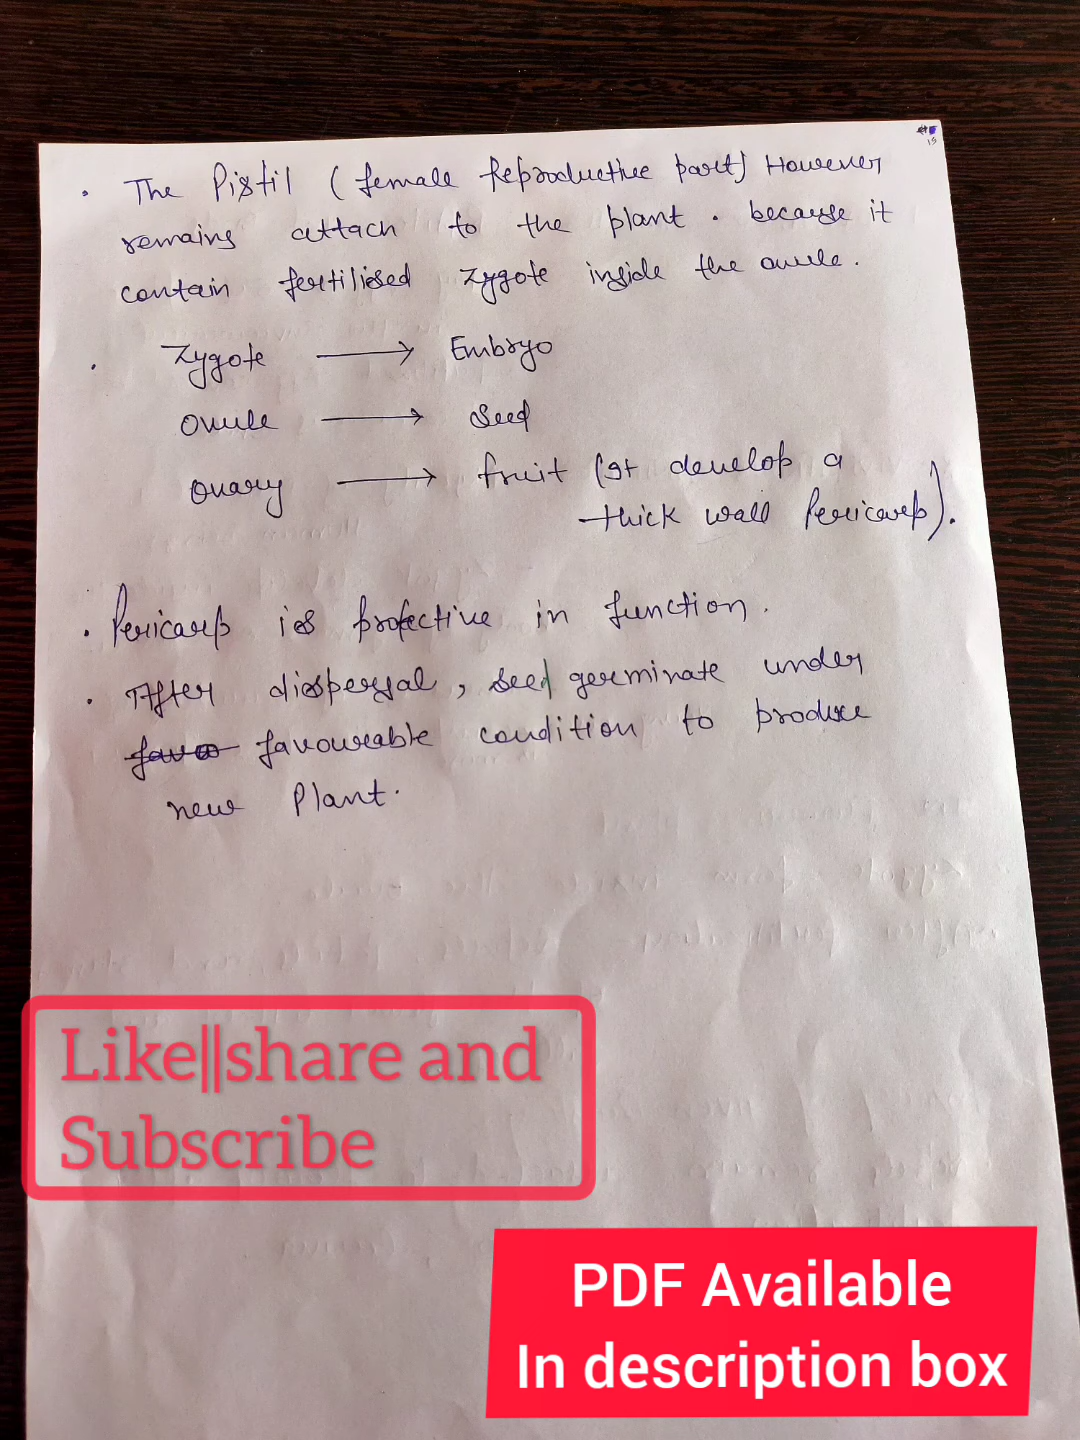 15
. The Pistil (female Reproductive part) However
remains attach to the plant . because it
contain fertilised zygote inside the ovule.
. Zygote → Embryo
Ovule → Seed
Ovary → fruit (It develop a
thick wall Pericarp).
. Pericarp is protective in function.
. After dispersal, seed germinate under
favourable condition to produce
new Plant.
Like||share and
Subscribe
PDF Available
In description box